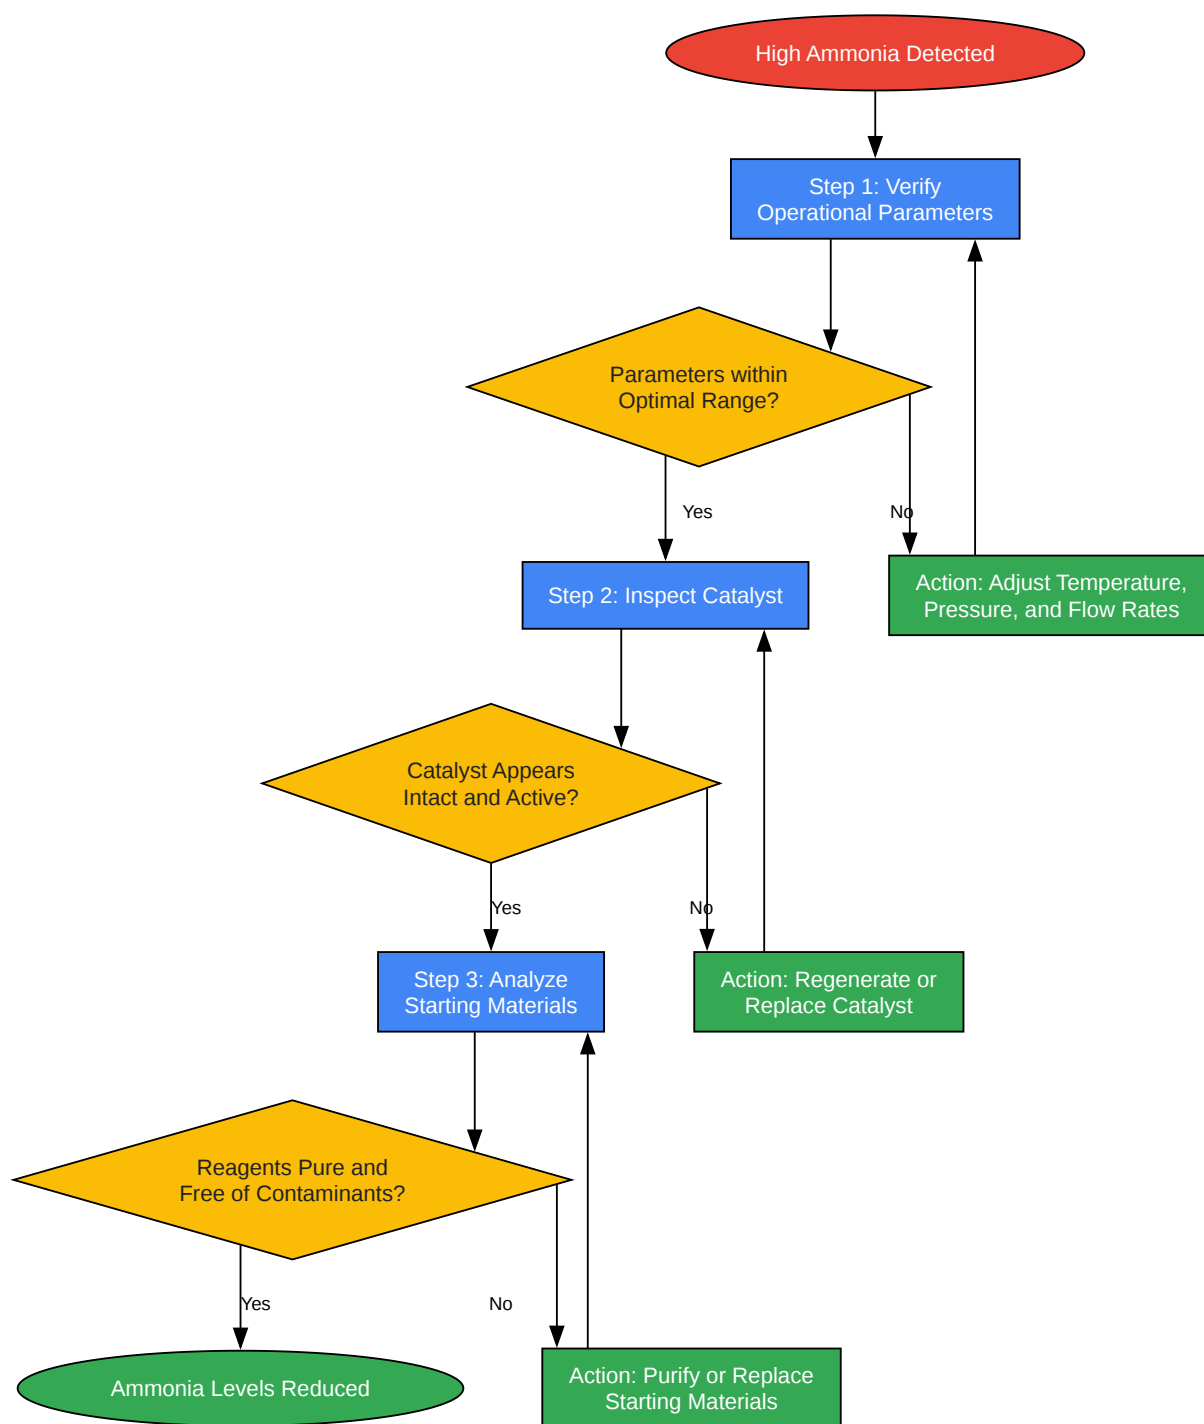 High Ammonia Detected
Step 1: Verify
Operational Parameters
Parameters within
Optimal Range?
Yes
No
Step 2: Inspect Catalyst
Action: Adjust Temperature,
Pressure, and Flow Rates
Catalyst Appears
Intact and Active?
Yes
No
Step 3: Analyze
Starting Materials
Action: Regenerate or
Replace Catalyst
Reagents Pure and
Free of Contaminants?
Yes
No
Ammonia Levels Reduced
Action: Purify or Replace
Starting Materials